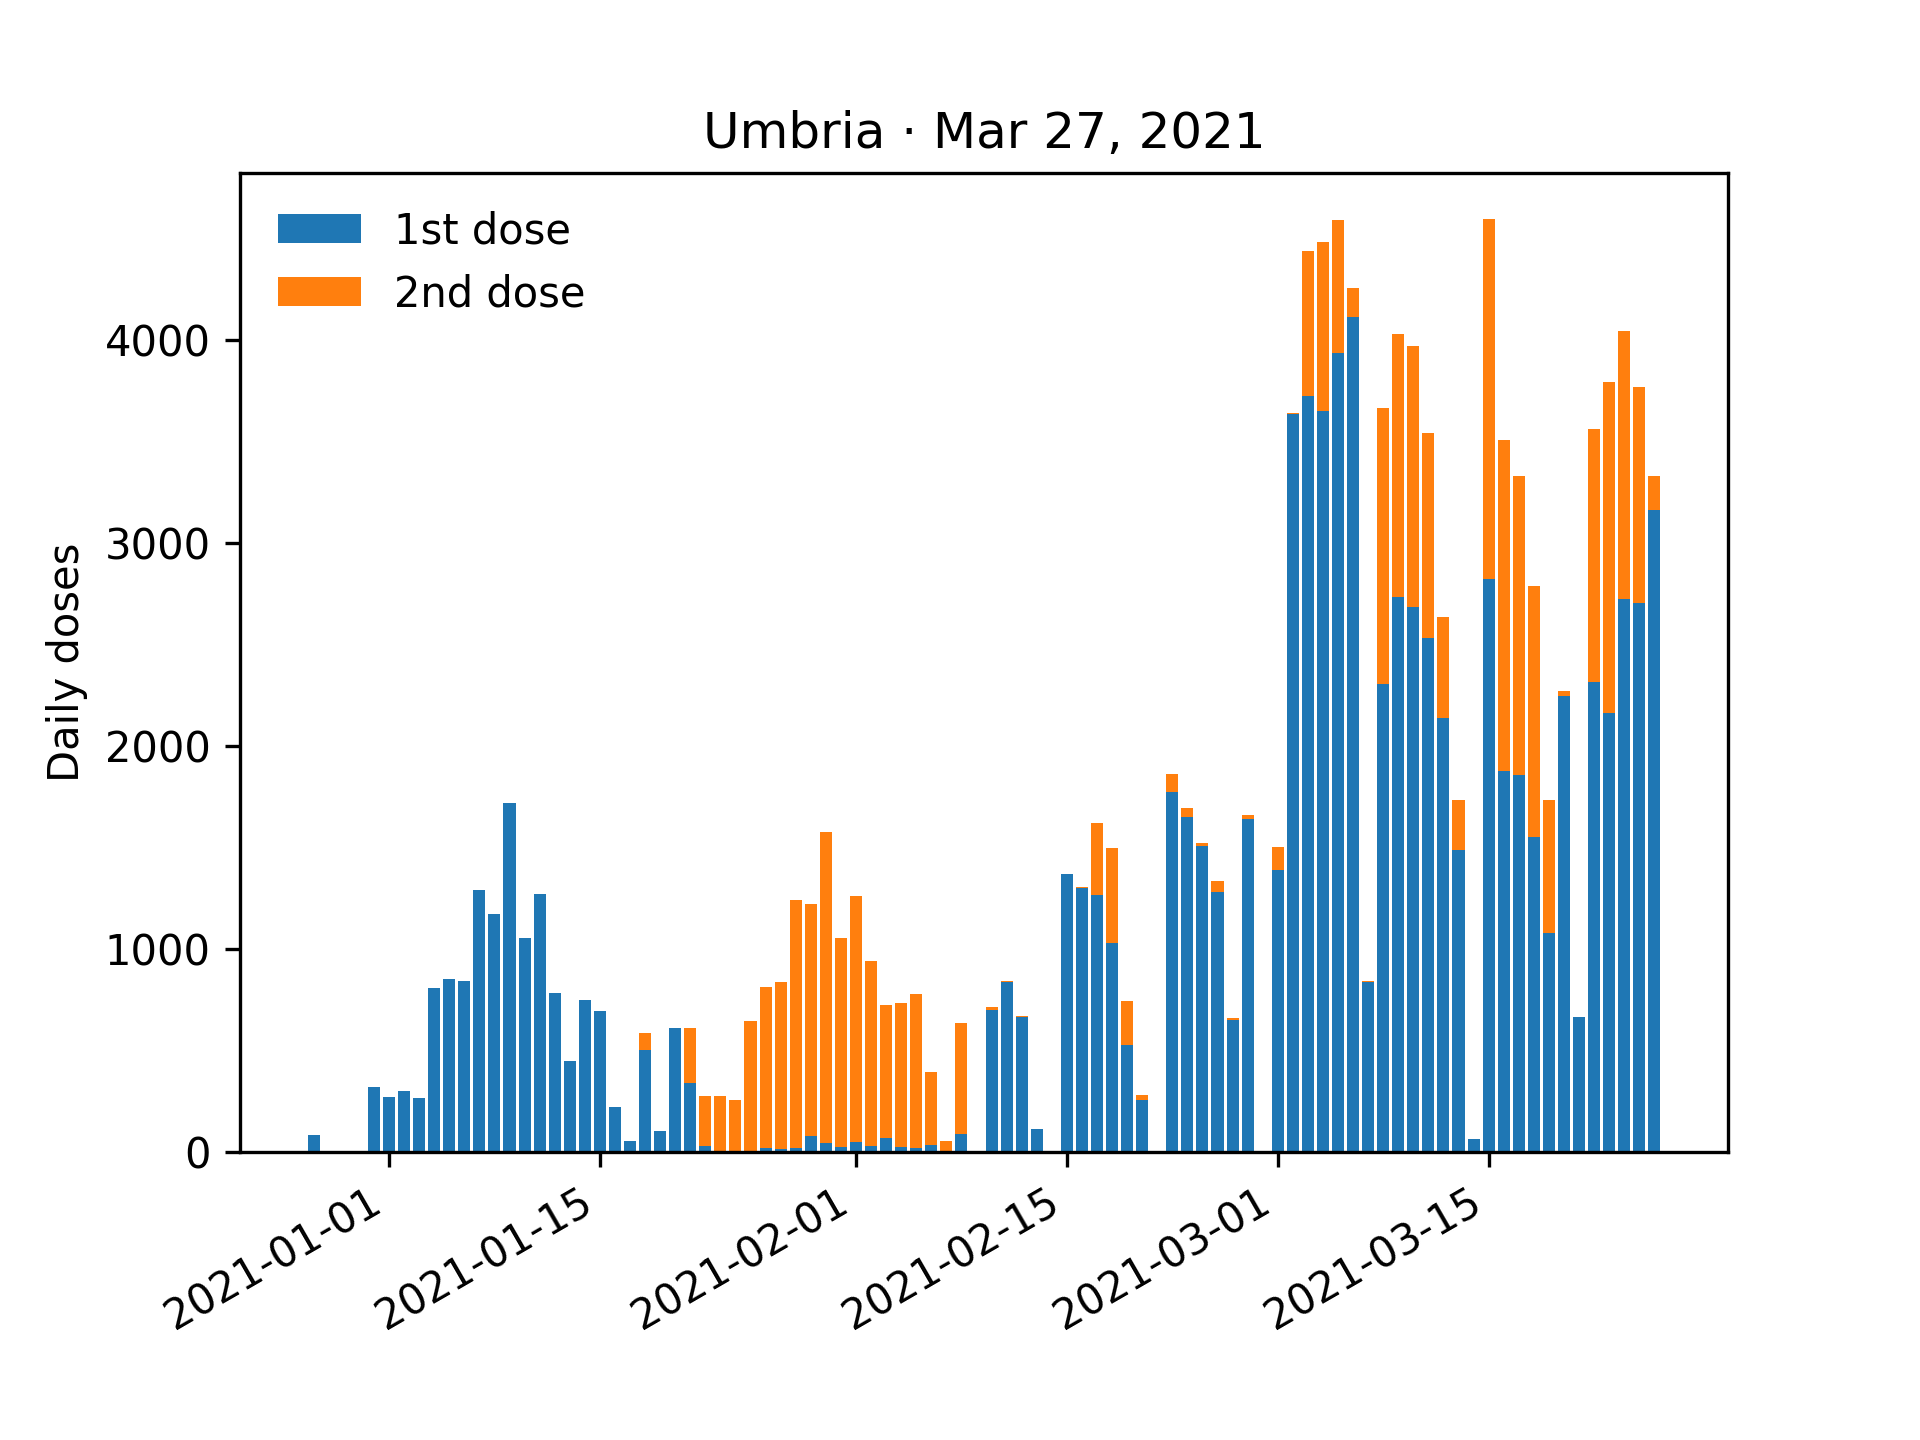 Umbria · Mar 27, 2021
1st dose
2nd dose
Daily doses
4000
3000
2000
1000
0
2021-01-01
2021-01-15
2021-02-01
2021-02-15
2021-03-01
2021-03-15